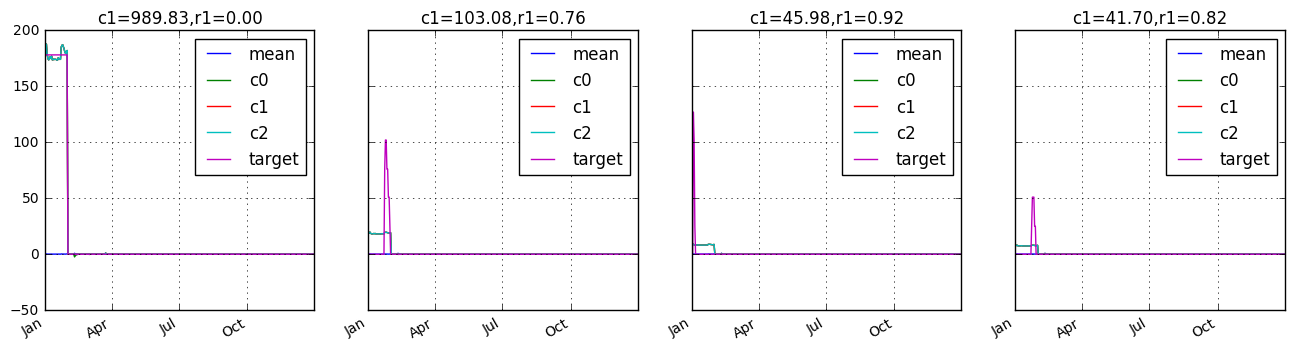 c1=989.83,r1=0.00
c1=103.08,r1=0.76
c1=45.98,r1=0.92
c1=41.70,r1=0.82
200
150
100
50
0
−50
mean
c0
c1
c2
target
mean
c0
c1
c2
target
mean
c0
c1
c2
target
mean
c0
c1
c2
target
Jan Apr Jul Oct
Jan Apr Jul Oct
Jan Apr Jul Oct
Jan Apr Jul Oct